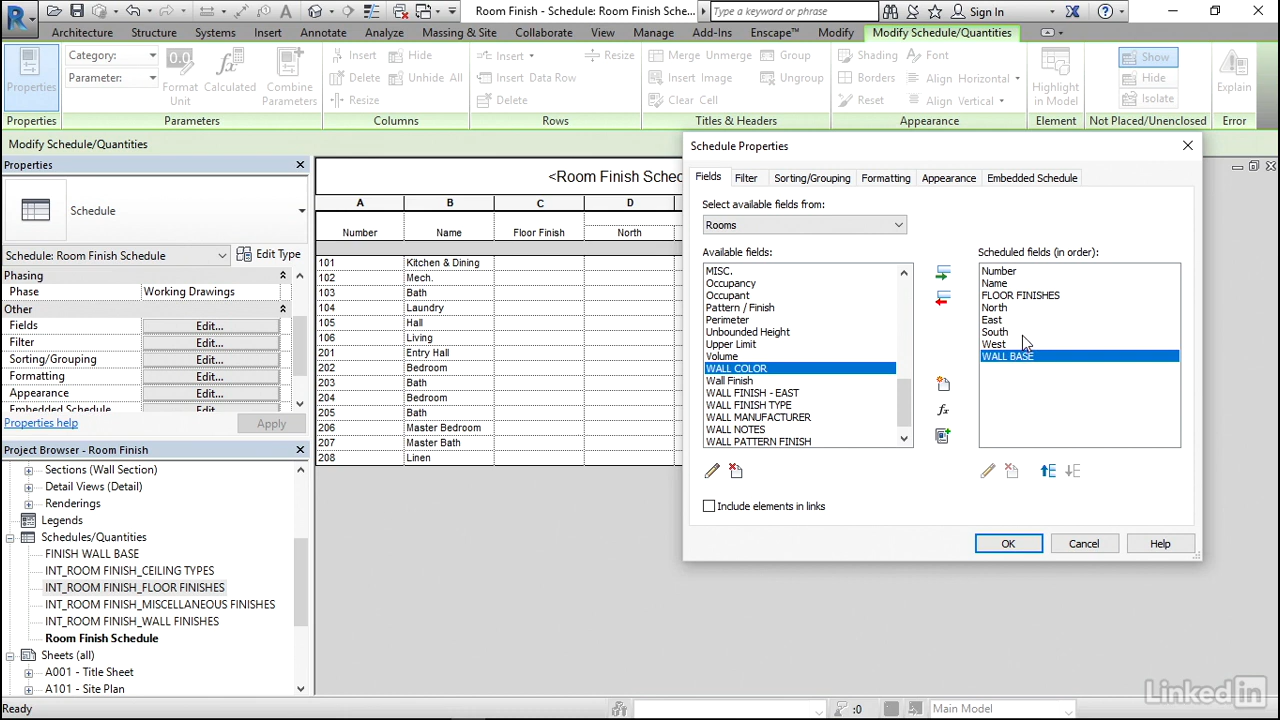 Room Finish - Schedule: Room Finish Sche...
Type a keyword or phrase
Sign In
Architecture Structure Systems Insert Annotate Analyze Massing & Site Collaborate View Manage Add-Ins Enscape™ Modify Modify Schedule/Quantities
Properties
Category:
Parameter:
0.0
Format Unit
Calculated
Combine Parameters
Insert Hide
Delete Unhide All
Resize
Insert Resize
Insert Data Row
Delete
Merge Unmerge Group
Insert Image Ungroup
Clear Cell
Shading Font
Borders Align Horizontal
Reset Align Vertical
Highlight in Model
Show
Hide
Isolate
Explain
Properties Parameters Columns Rows Titles & Headers Appearance Element Not Placed/Unenclosed Error
Modify Schedule/Quantities
Properties
Schedule
Schedule: Room Finish Schedule Edit Type
Phasing
Phase Working Drawings
Other
Fields Edit...
Filter Edit...
Sorting/Grouping Edit...
Formatting Edit...
Appearance Edit...
Embedded Schedule Edit...
Properties help Apply
Project Browser - Room Finish
Sections (Wall Section)
Detail Views (Detail)
Renderings
Legends
Schedules/Quantities
FINISH WALL BASE
INT_ROOM FINISH_CEILING TYPES
INT_ROOM FINISH_FLOOR FINISHES
INT_ROOM FINISH_MISCELLANEOUS FINISHES
INT_ROOM FINISH_WALL FINISHES
Room Finish Schedule
Sheets (all)
A001 - Title Sheet
A101 - Site Plan
<Room Finish Sched
A B C D
Number Name Floor Finish North
101 Kitchen & Dining
102 Mech.
103 Bath
104 Laundry
105 Hall
106 Living
201 Entry Hall
202 Bedroom
203 Bath
204 Bedroom
205 Bath
206 Master Bedroom
207 Master Bath
208 Linen
Schedule Properties
Fields Filter Sorting/Grouping Formatting Appearance Embedded Schedule
Select available fields from:
Rooms
Available fields:
MISC.
Occupancy
Occupant
Pattern / Finish
Perimeter
Unbounded Height
Upper Limit
Volume
WALL COLOR
Wall Finish
WALL FINISH - EAST
WALL FINISH TYPE
WALL MANUFACTURER
WALL NOTES
WALL PATTERN FINISH
Scheduled fields (in order):
Number
Name
FLOOR FINISHES
North
East
South
West
WALL BASE
Include elements in links
OK Cancel Help
Ready
:0
Main Model
Linked in